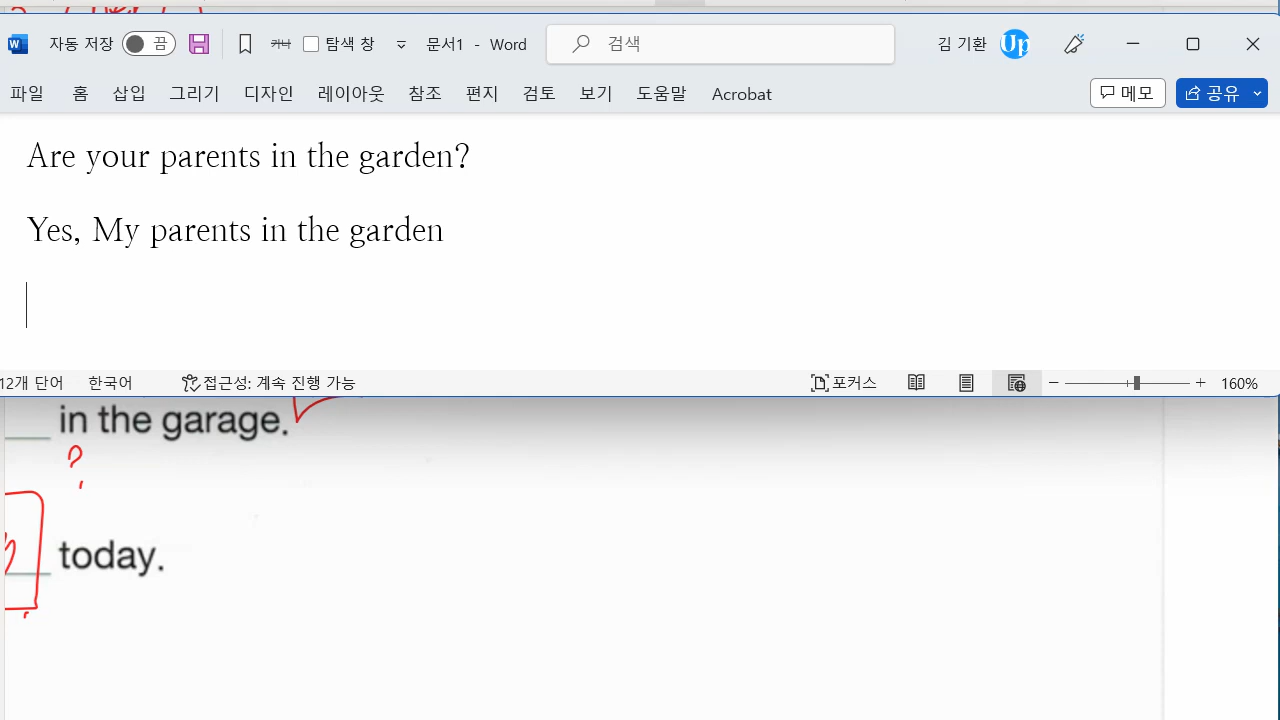 자동 저장 끔 가나 탐색 창 문서1 - Word 검색 김 기환 Up
파일 홈 삽입 그리기 디자인 레이아웃 참조 편지 검토 보기 도움말 Acrobat 메모 공유
Are your parents in the garden?
Yes, My parents in the garden
12개 단어 한국어 접근성: 계속 진행 가능 포커스 160%
in the garage.
?
today.